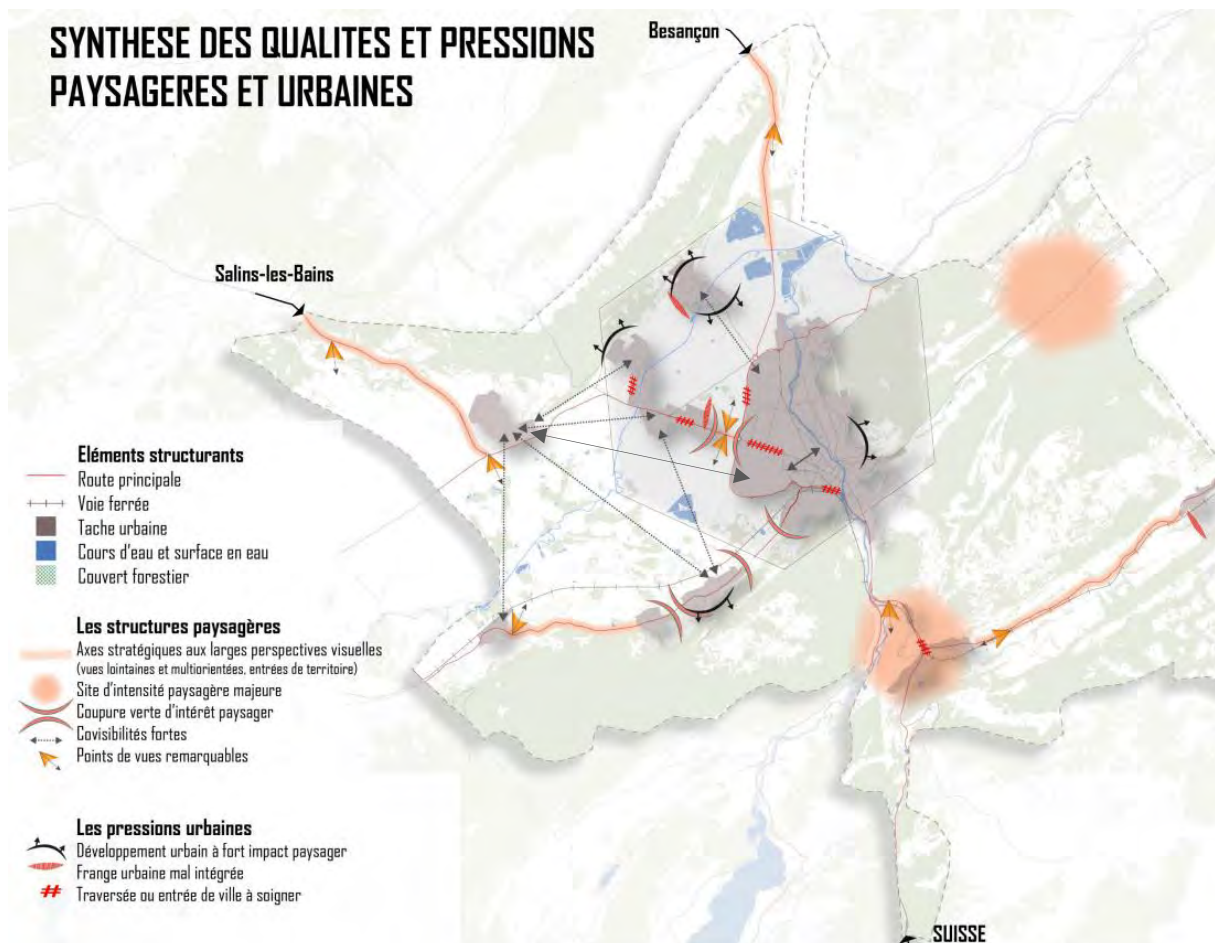 SYNTHESE DES QUALITES ET PRESSIONS
PAYSAGERES ET URBAINES
Besançon
Salins-les-Bains
Eléments structurants
Route principale
Voie ferrée
Tache urbaine
Cours d'eau et surface en eau
Couvert forestier
Les structures paysagères
Axes stratégiques aux larges perspectives visuelles
(vues lointaines et multiorientées, entrées de territoire)
Site d'intensité paysagère majeure
Coupure verte d'intérêt paysager
Covisibilités fortes
Points de vues remarquables
Les pressions urbaines
Développement urbain à fort impact paysager
Frange urbaine mal intégrée
Traversée ou entrée de ville à soigner
SUISSE